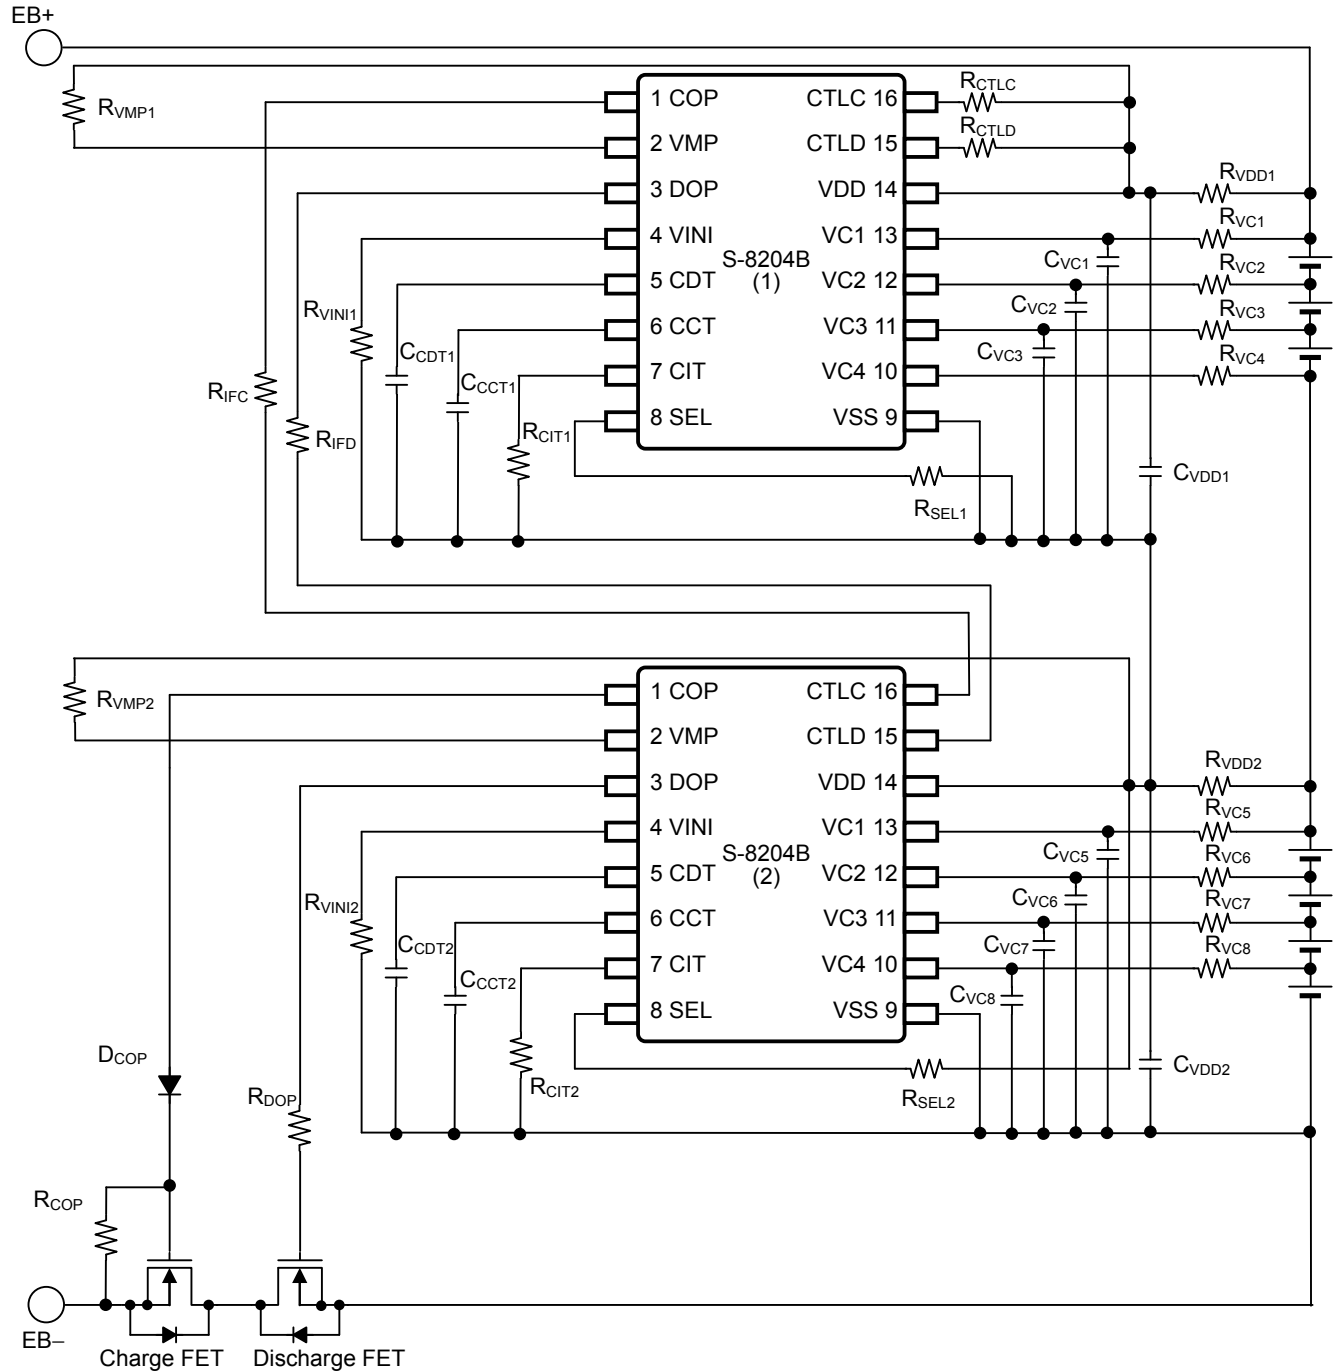 EB+
RVMP1
1 COP
CTLC 16
RCTLC
2 VMP
CTLD 15
RCTLD
3 DOP
VDD 14
RVDD1
4 VINI
VC1 13
RVC1
S-8204B
(1)
CVC1
5 CDT
VC2 12
RVC2
RVINI1
CVC2
6 CCT
VC3 11
RVC3
CCDT1
CVC3
7 CIT
VC4 10
RVC4
RIFC
CCCT1
8 SEL
VSS 9
RIFD
RCIT1
CVDD1
RSEL1
RVMP2
1 COP
CTLC 16
2 VMP
CTLD 15
3 DOP
VDD 14
RVDD2
4 VINI
VC1 13
RVC5
S-8204B
(2)
CVC5
5 CDT
VC2 12
RVC6
RVINI2
CVC6
6 CCT
VC3 11
RVC7
CCDT2
CVC7
7 CIT
VC4 10
RVC8
CCCT2
CVC8
8 SEL
VSS 9
DCOP
RDOP
RCIT2
RSEL2
CVDD2
RCOP
EB−
Charge FET
Discharge FET